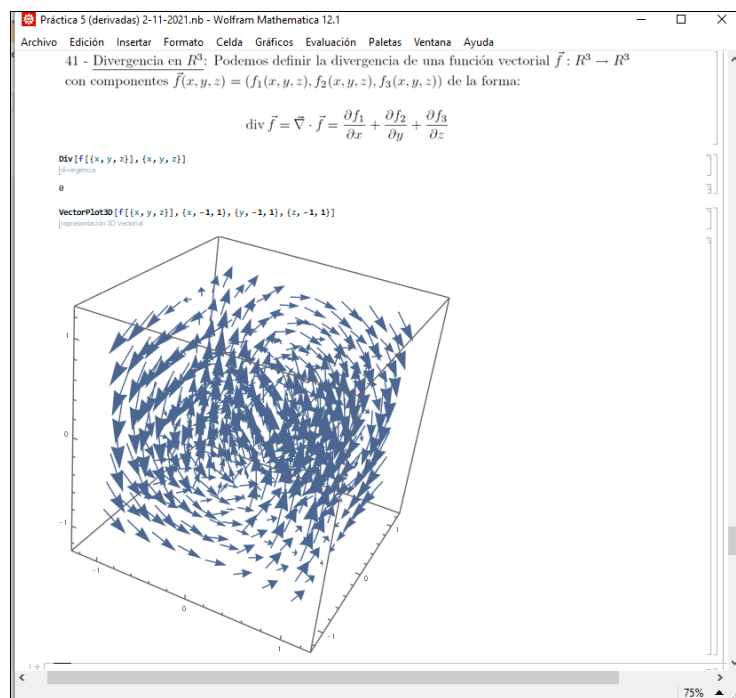 Práctica 5 (derivadas) 2-11-2021.nb - Wolfram Mathematica 12.1
Archivo Edición Insertar Formato Celda Gráficos Evaluación Paletas Ventana Ayuda
41 - Divergencia en R³: Podemos definir la divergencia de una función vectorial f⃗ : R³ → R³
con componentes f⃗(x, y, z) = (f₁(x, y, z), f₂(x, y, z), f₃(x, y, z)) de la forma:
div f⃗ = ∇⃗ · f⃗ = ∂f₁/∂x + ∂f₂/∂y + ∂f₃/∂z
Div[f[{x, y, z}], {x, y, z}]
divergencia
0
VectorPlot3D[f[{x, y, z}], {x, -1, 1}, {y, -1, 1}, {z, -1, 1}]
representación 3D vectorial
1
0
-1
-1
0
1
-1
0
1
75%